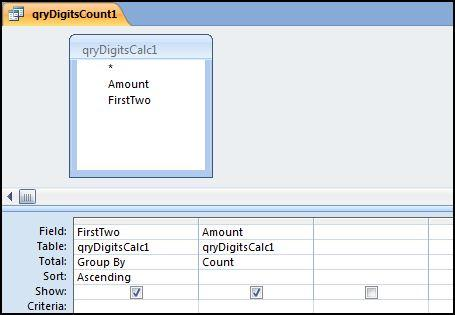 qryDigitsCount1
qryDigitsCalc1
*
Amount
FirstTwo
Field: FirstTwo Amount
Table: qryDigitsCalc1 qryDigitsCalc1
Total: Group By Count
Sort: Ascending
Show:
Criteria: